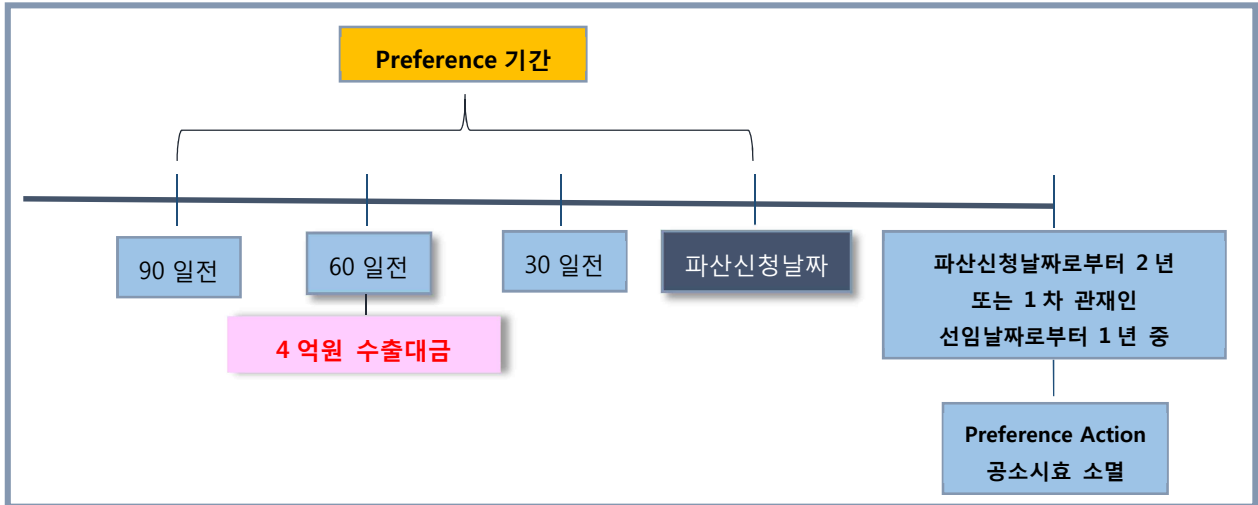 Preference 기간
90 일전
60 일전
30 일전
파산신청날짜
파산신청날짜로부터 2 년
또는 1 차 관재인
선임날짜로부터 1 년 중
4 억원 수출대금
Preference Action
공소시효 소멸